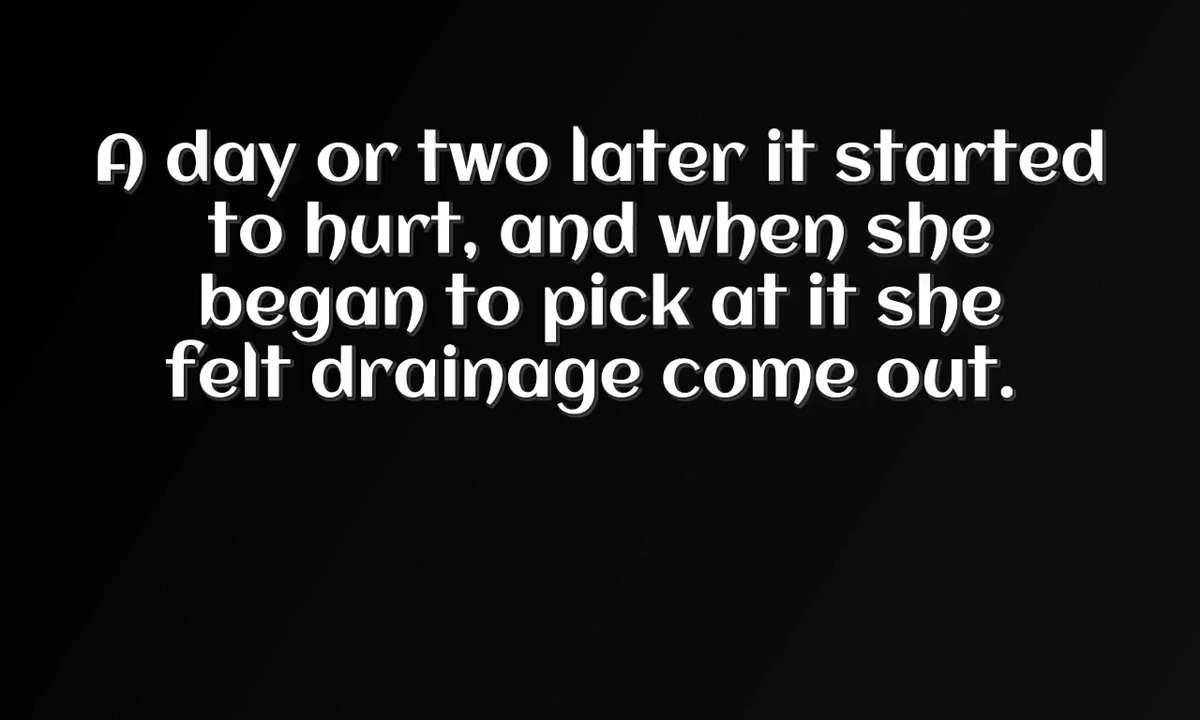 A day or two later it started
to hurt, and when she
began to pick at it she
felt drainage come out.